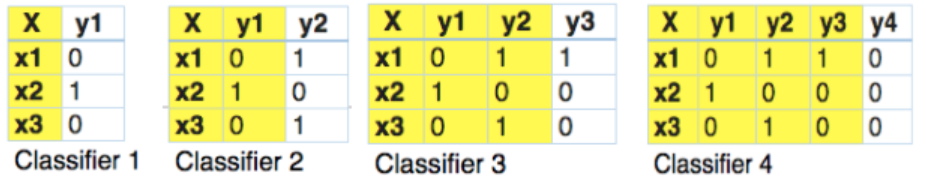 X y1
x1 0
x2 1
x3 0
Classifier 1
X y1 y2
x1 0 1
x2 1 0
x3 0 1
Classifier 2
X y1 y2 y3
x1 0 1 1
x2 1 0 0
x3 0 1 0
Classifier 3
X y1 y2 y3 y4
x1 0 1 1 0
x2 1 0 0 0
x3 0 1 0 0
Classifier 4